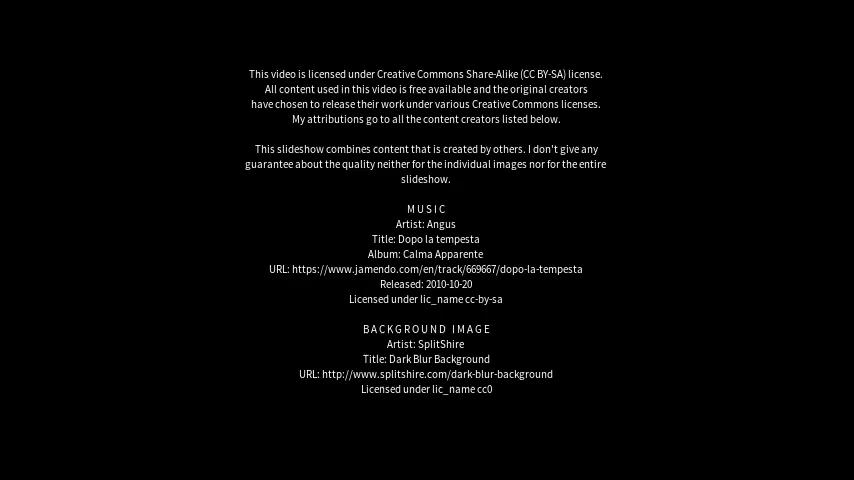 This video is licensed under Creative Commons Share-Alike (CC BY-SA) license.
All content used in this video is free available and the original creators
have chosen to release their work under various Creative Commons licenses.
My attributions go to all the content creators listed below.
This slideshow combines content that is created by others. I don't give any
guarantee about the quality neither for the individual images nor for the entire
slideshow.
MUSIC
Artist: Angus
Title: Dopo la tempesta
Album: Calma Apparente
URL: https://www.jamendo.com/en/track/669667/dopo-la-tempesta
Released: 2010-10-20
Licensed under lic_name cc-by-sa
BACKGROUND IMAGE
Artist: SplitShire
Title: Dark Blur Background
URL: http://www.splitshire.com/dark-blur-background
Licensed under lic_name cc0